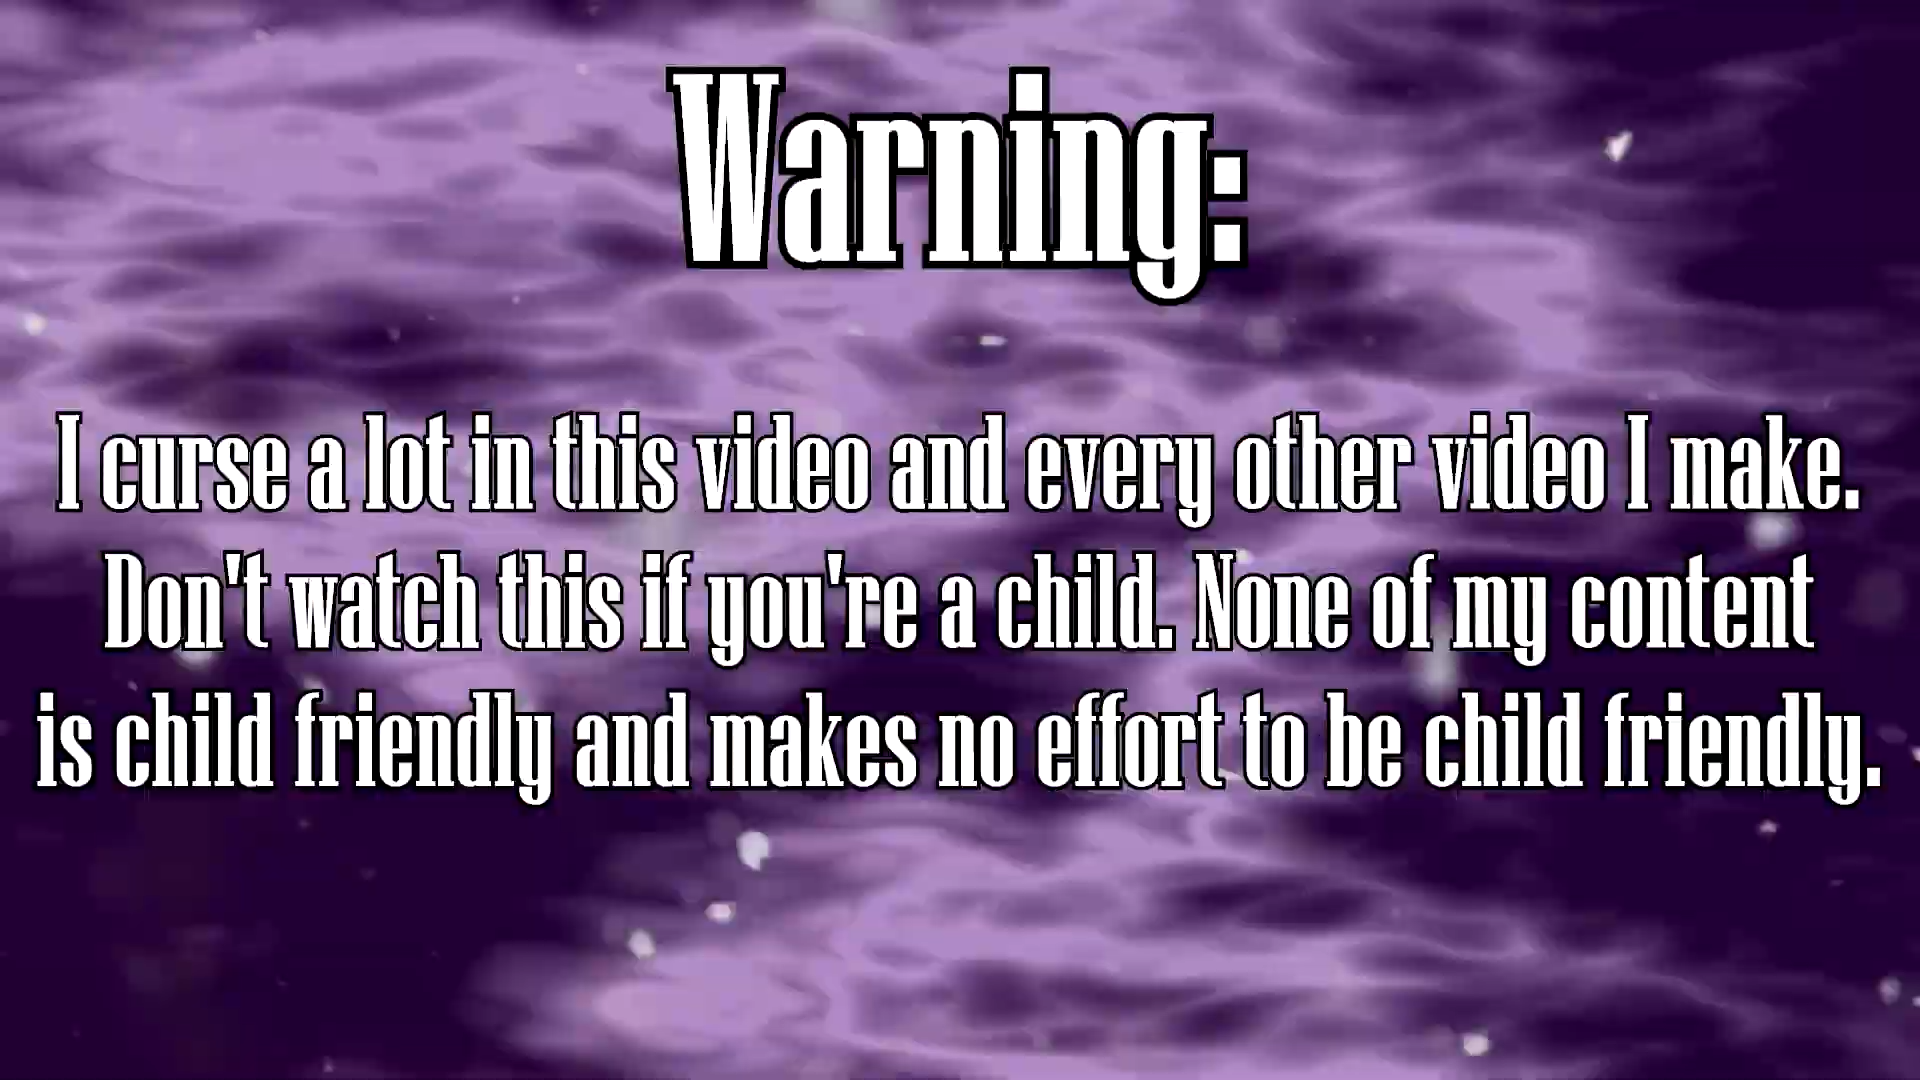 Warning:
I curse a lot in this video and every other video I make.
Don't watch this if you're a child. None of my content
is child friendly and makes no effort to be child friendly.